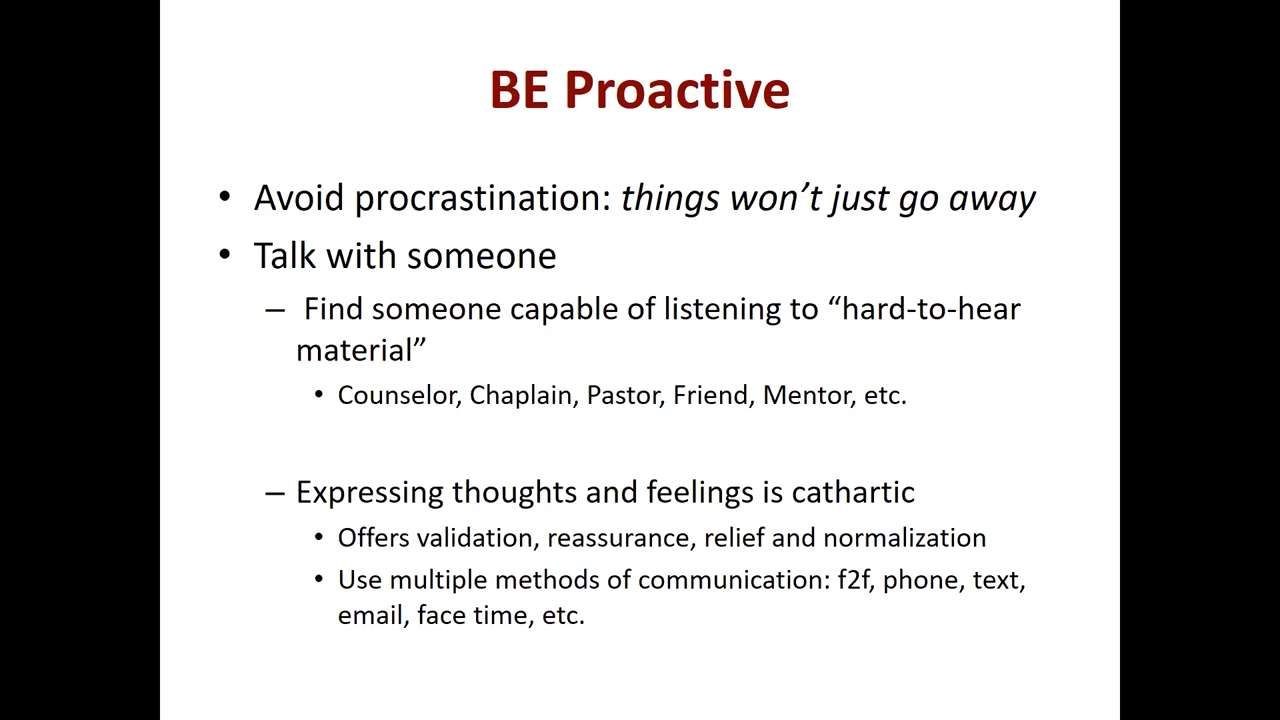 BE Proactive
• Avoid procrastination: things won’t just go away
• Talk with someone
– Find someone capable of listening to “hard-to-hear
material”
• Counselor, Chaplain, Pastor, Friend, Mentor, etc.
– Expressing thoughts and feelings is cathartic
• Offers validation, reassurance, relief and normalization
• Use multiple methods of communication: f2f, phone, text,
email, face time, etc.